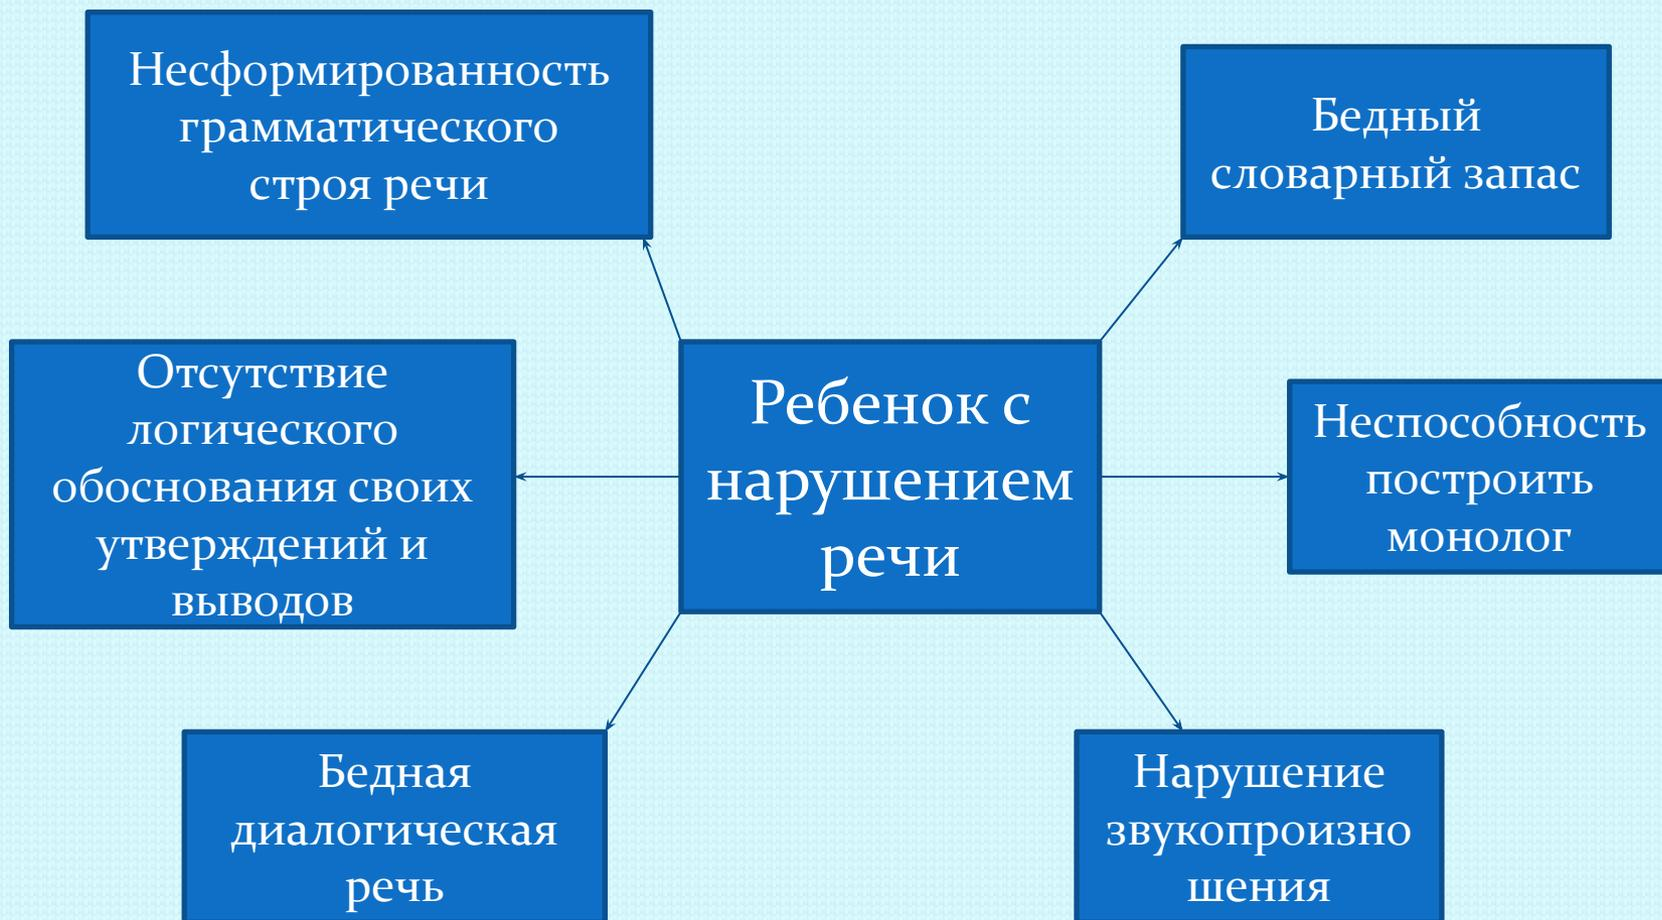 Несформированность
грамматического
строя речи
Бедный
словарный запас
Отсутствие
логического
обоснования своих
утверждений и
выводов
Ребенок с
нарушением
речи
Неспособность
построить
монолог
Бедная
диалогическая
речь
Нарушение
звукопроизно
шения